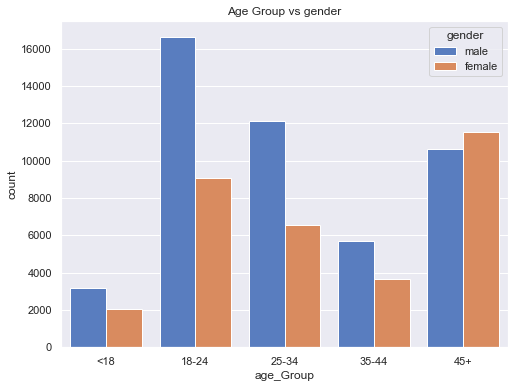 Age Group vs gender
gender
male
female
16000
14000
12000
10000
8000
6000
4000
2000
0
count
<18 18-24 25-34 35-44 45+
age_Group